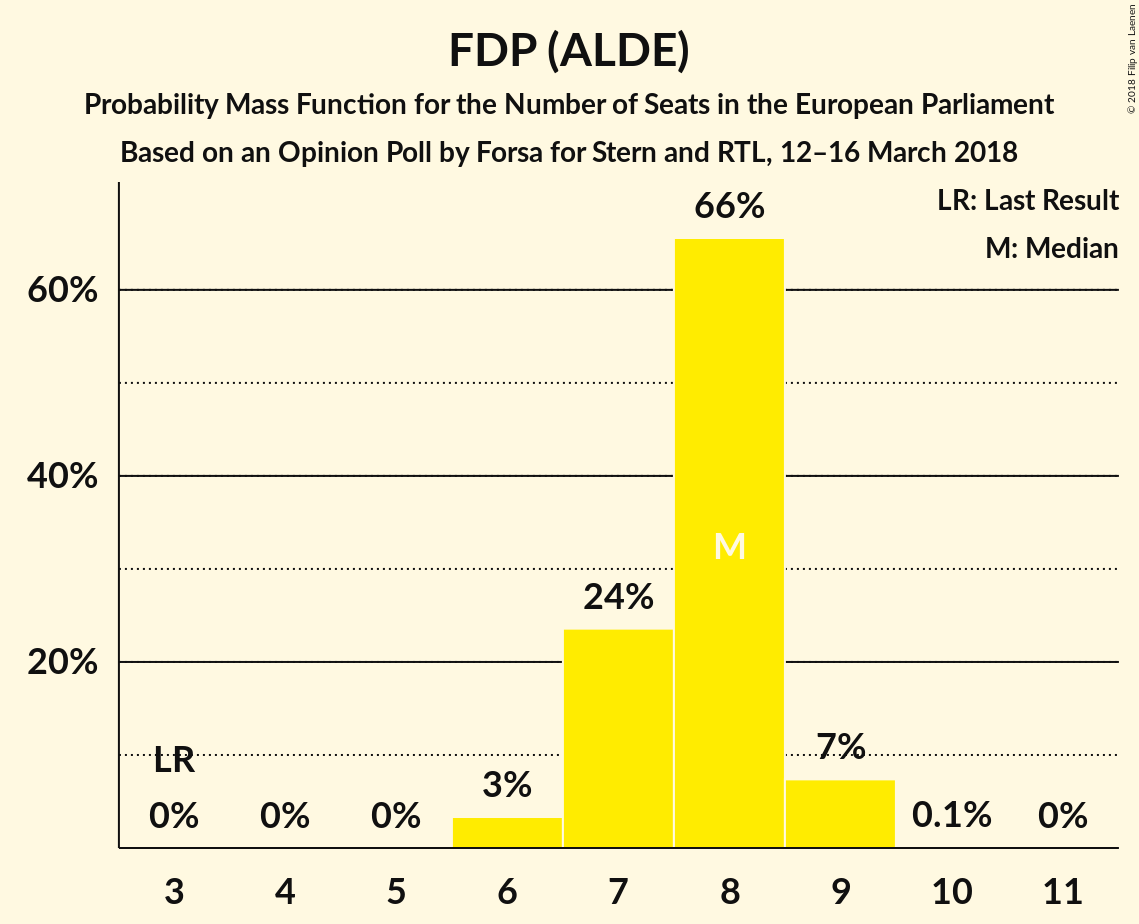 FDP (ALDE)
Probability Mass Function for the Number of Seats in the European Parliament
Based on an Opinion Poll by Forsa for Stern and RTL, 12–16 March 2018
© 2018 Filip van Laenen
LR: Last Result
M: Median
66%
60%
40%
M
24%
20%
LR
7%
3%
0%
0%
0%
0.1%
0%
3
4
5
6
7
8
9
10
11